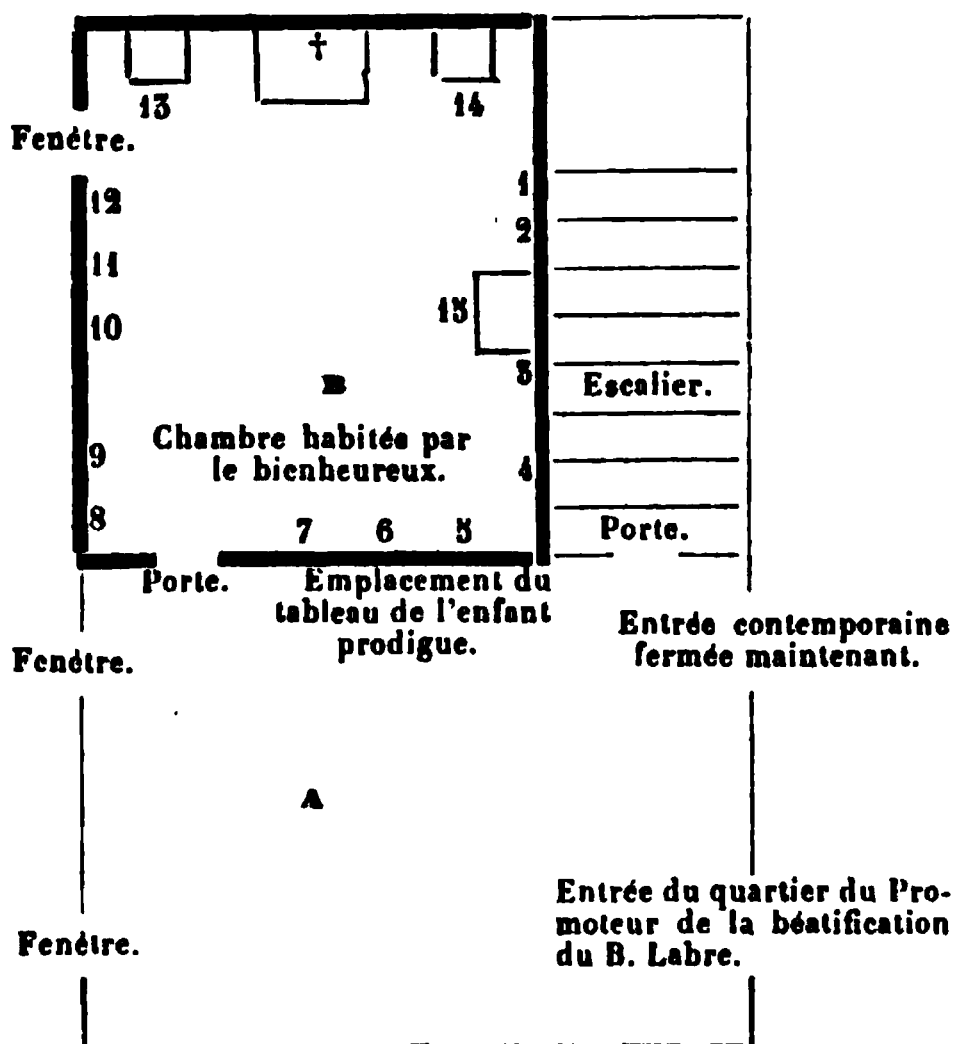 †
13
14
Fenêtre.
1
12
2
11
15
10
3
Escalier.
B
Chambre habitée par
le bienheureux.
9
4
8
7 6 5
Porte.
Porte.
Emplacement du
tableau de l'enfant
prodigue.
Entrée contemporaine
fermée maintenant.
Fenêtre.
A
Entrée du quartier du Pro-
moteur de la béatification
du B. Labre.
Fenêtre.